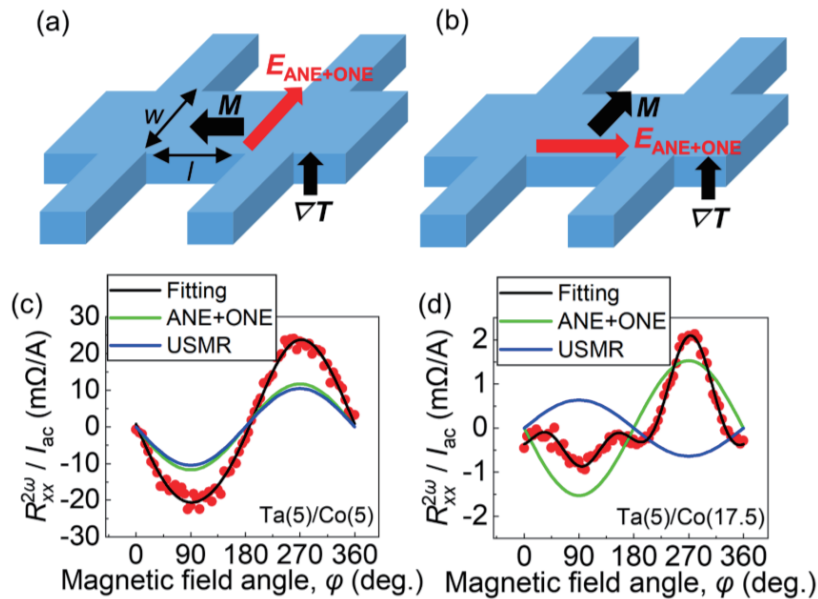 (a)
E_ANE+ONE
w
M
l
∇T
(b)
M
E_ANE+ONE
∇T
(c)
Fitting
ANE+ONE
USMR
R_xx^2ω / I_ac (mΩ/A)
30
20
10
0
-10
-20
-30
Ta(5)/Co(5)
0 90 180 270 360
Magnetic field angle, φ (deg.)
(d)
Fitting
ANE+ONE
USMR
R_xx^2ω / I_ac (mΩ/A)
2
1
0
-1
-2
Ta(5)/Co(17.5)
0 90 180 270 360
Magnetic field angle, φ (deg.)